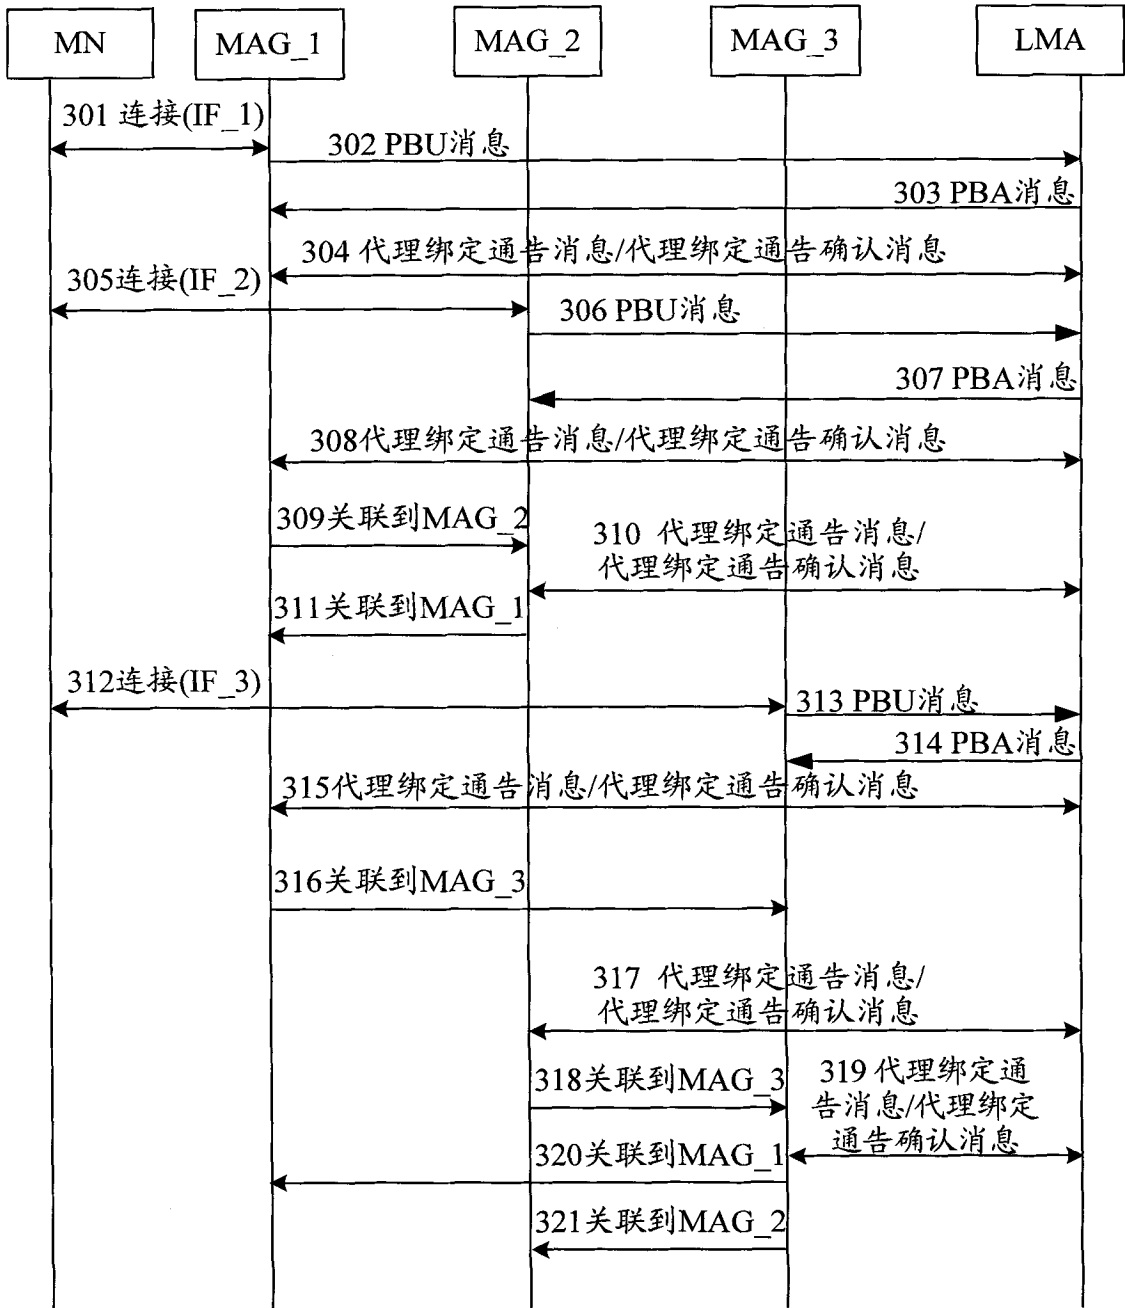 MN
MAG_1
MAG_2
MAG_3
LMA
301 连接(IF_1)
302 PBU消息
303 PBA消息
304 代理绑定通告消息/代理绑定通告确认消息
305连接(IF_2)
306 PBU消息
307 PBA消息
308代理绑定通告消息/代理绑定通告确认消息
309关联到MAG_2
310 代理绑定通告消息/
代理绑定通告确认消息
311关联到MAG_1
312连接(IF_3)
313 PBU消息
314 PBA消息
315代理绑定通告消息/代理绑定通告确认消息
316关联到MAG_3
317 代理绑定通告消息/
代理绑定通告确认消息
318关联到MAG_3
319 代理绑定通
告消息/代理绑定
通告确认消息
320关联到MAG_1
321关联到MAG_2